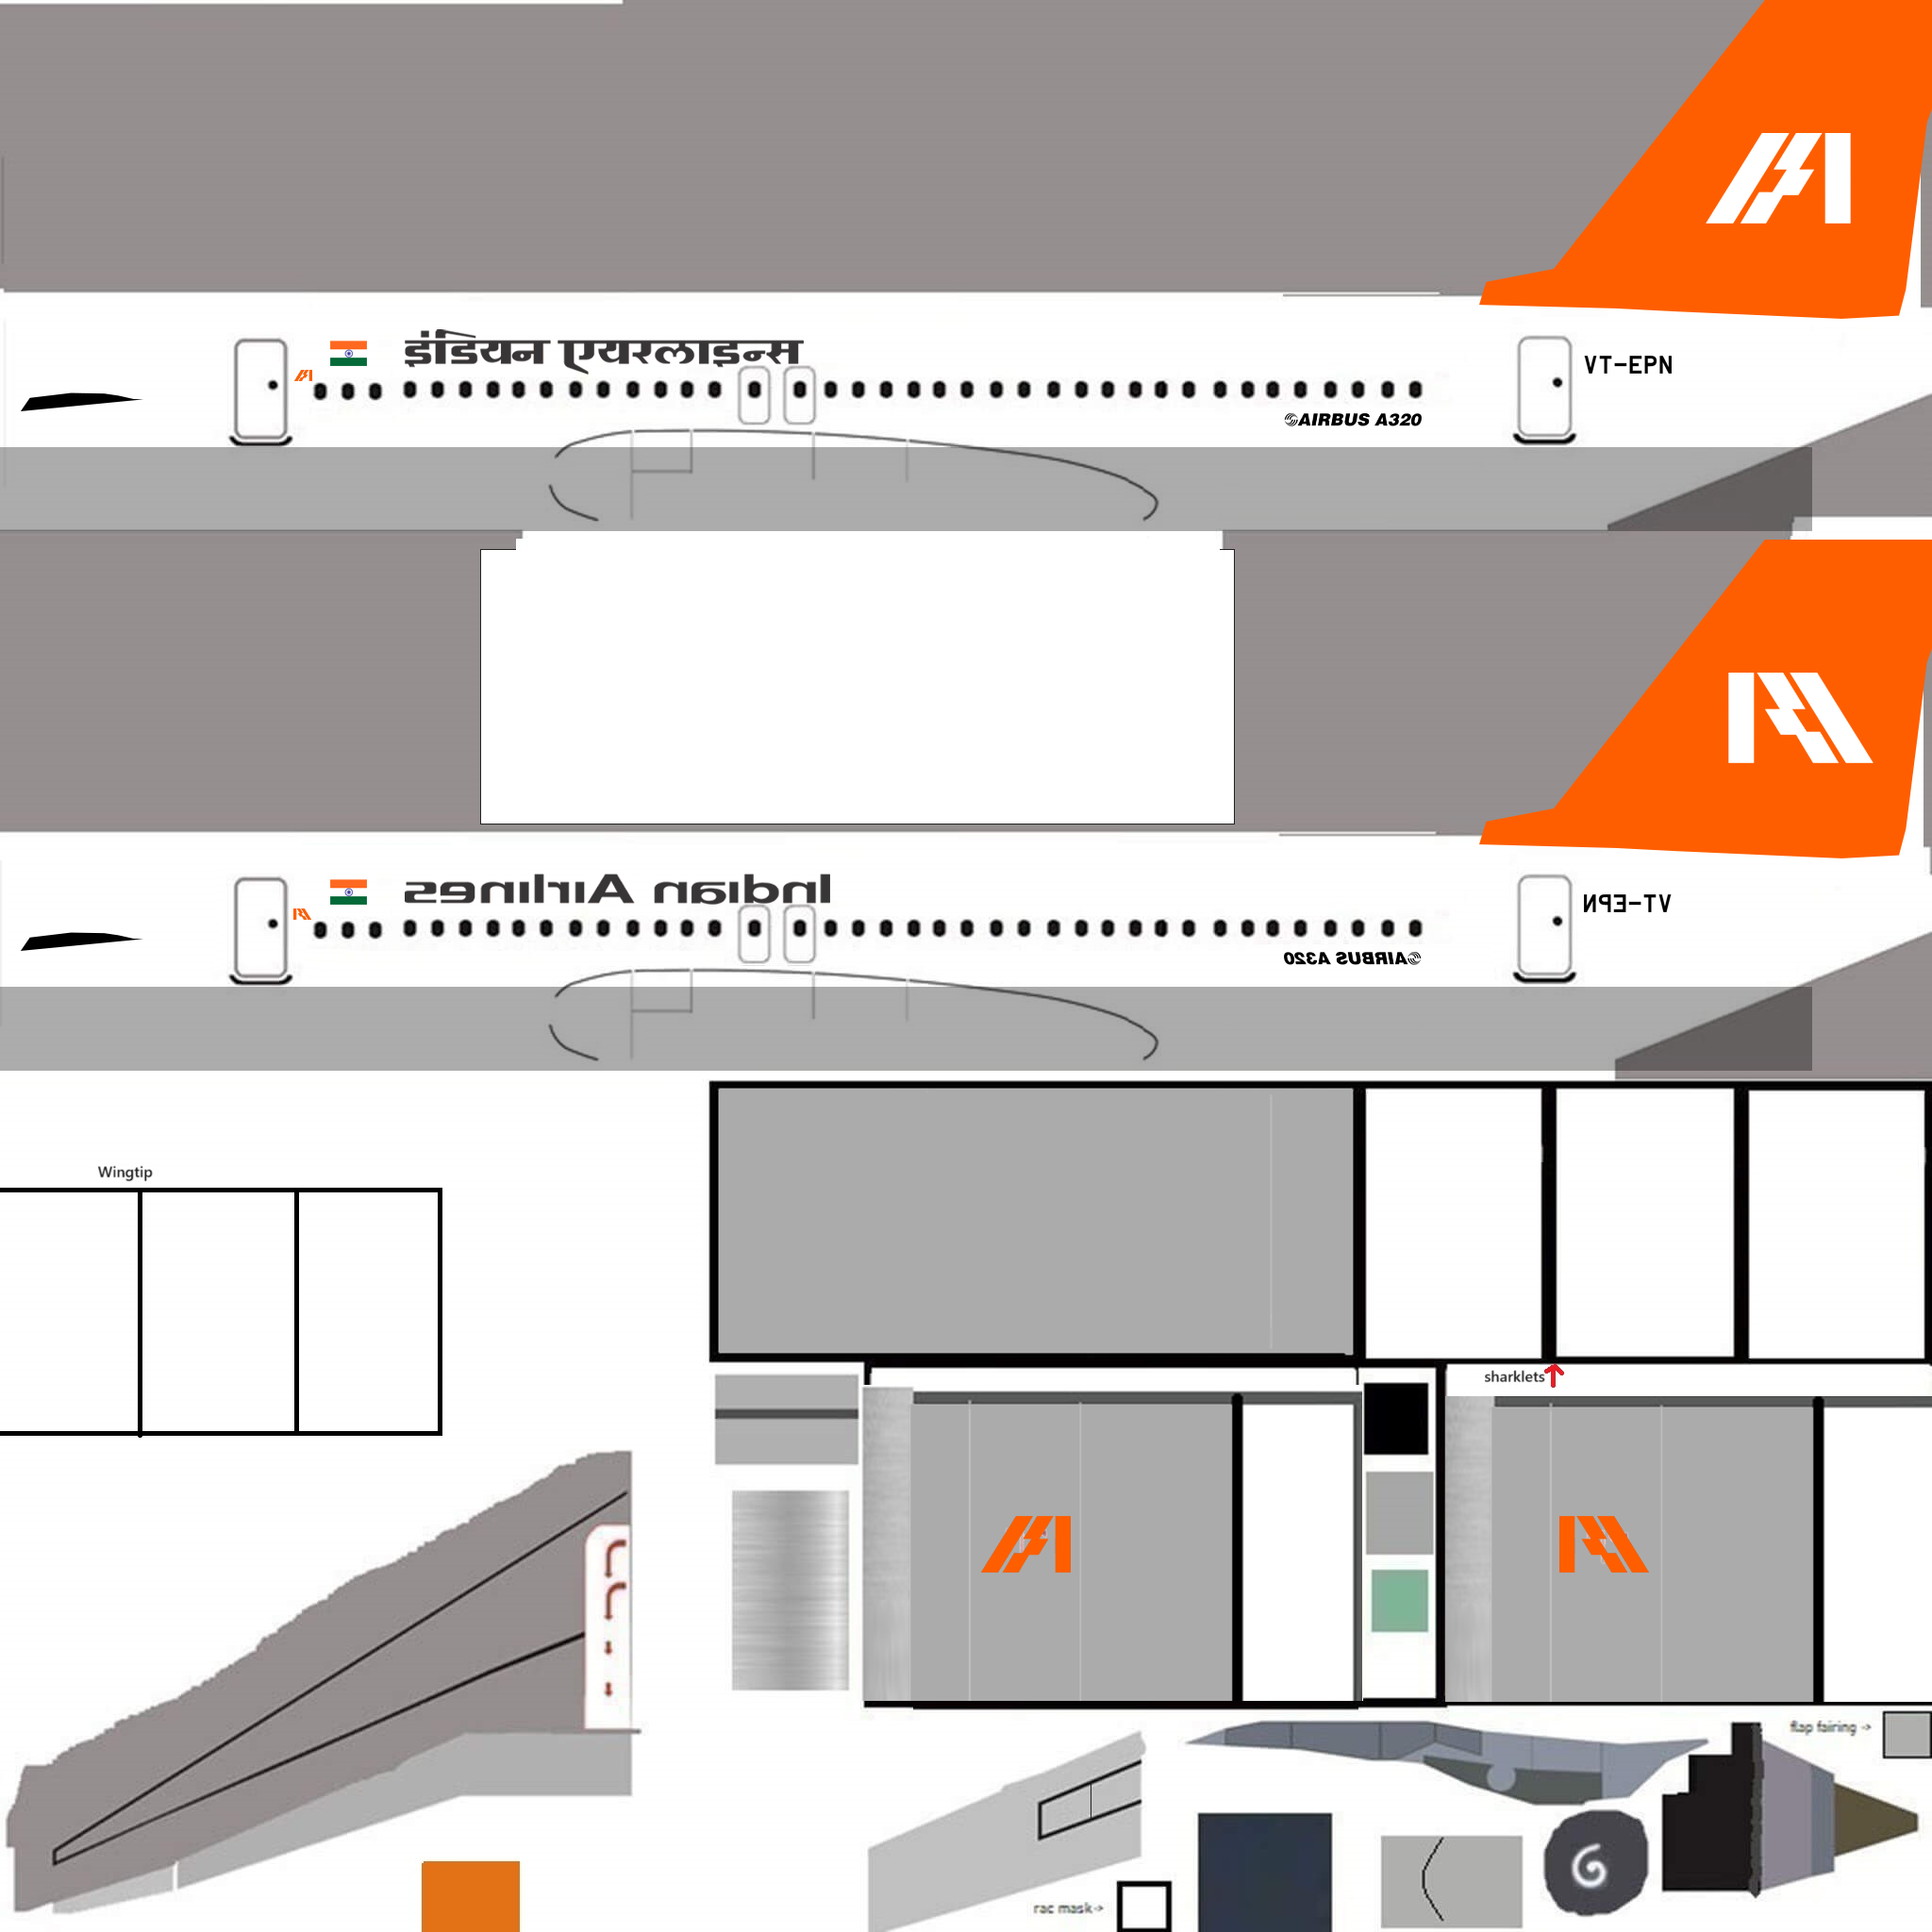 इंडियन एयरलाइन्स
VT-EPN
AIRBUS A320
Indian Airlines
VT-EPN
AIRBUS A320
Wingtip
sharklets
flap fairing ->
rac mask->